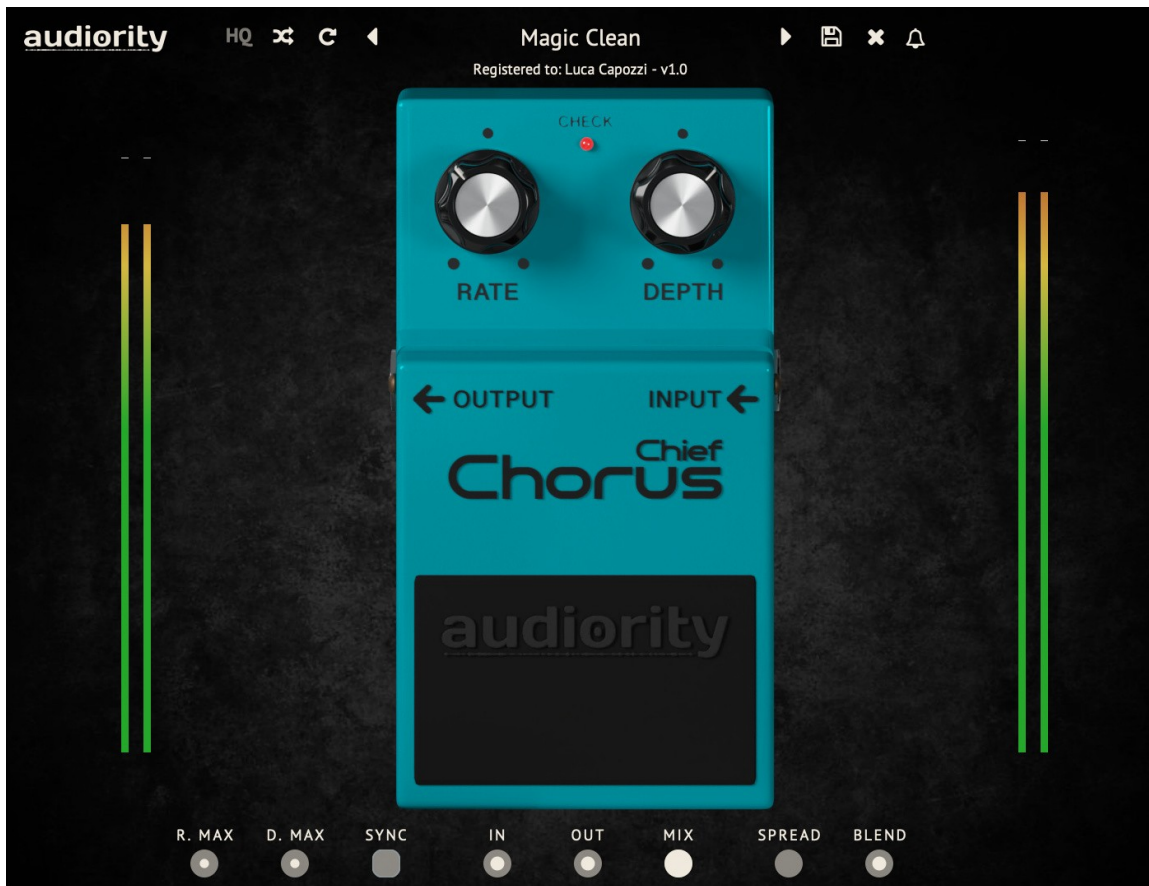 audiority HQ Magic Clean
Registered to: Luca Capozzi - v1.0
CHECK
RATE DEPTH
OUTPUT INPUT
Chief
Chorus
audiority
R. MAX D. MAX SYNC IN OUT MIX SPREAD BLEND